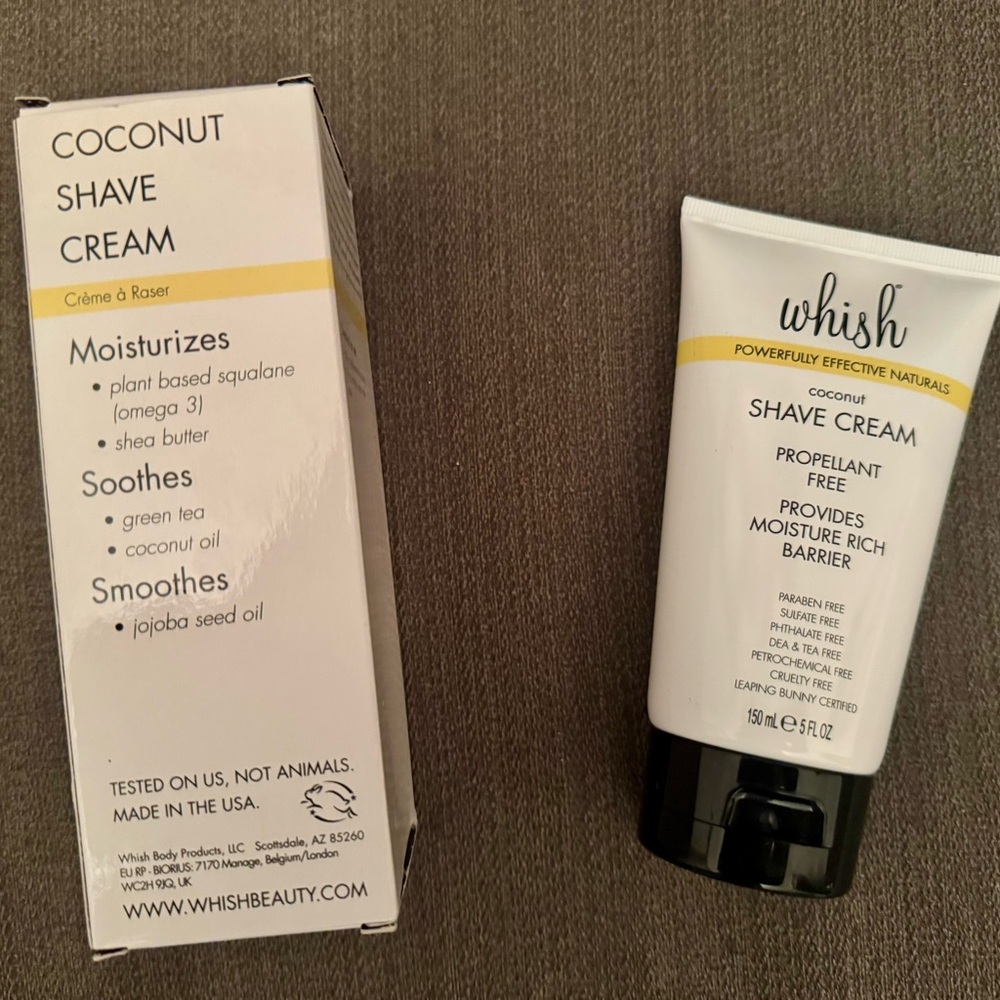 COCONUT
SHAVE
CREAM
Crème à Raser
Moisturizes
• plant based squalane
(omega 3)
• shea butter
Soothes
• green tea
• coconut oil
Smoothes
• jojoba seed oil
TESTED ON US, NOT ANIMALS.
MADE IN THE USA.
Whish Body Products, LLC Scottsdale, AZ 85260
EU RP - BIORIUS: 7170 Manage, Belgium/London
WC2H 9JQ, UK
WWW.WHISHBEAUTY.COM
whish™
POWERFULLY EFFECTIVE NATURALS
coconut
SHAVE CREAM
PROPELLANT
FREE
PROVIDES
MOISTURE RICH
BARRIER
PARABEN FREE
SULFATE FREE
PHTHALATE FREE
DEA & TEA FREE
PETROCHEMICAL FREE
CRUELTY FREE
LEAPING BUNNY CERTIFIED
150 mL ℮ 5 FL OZ